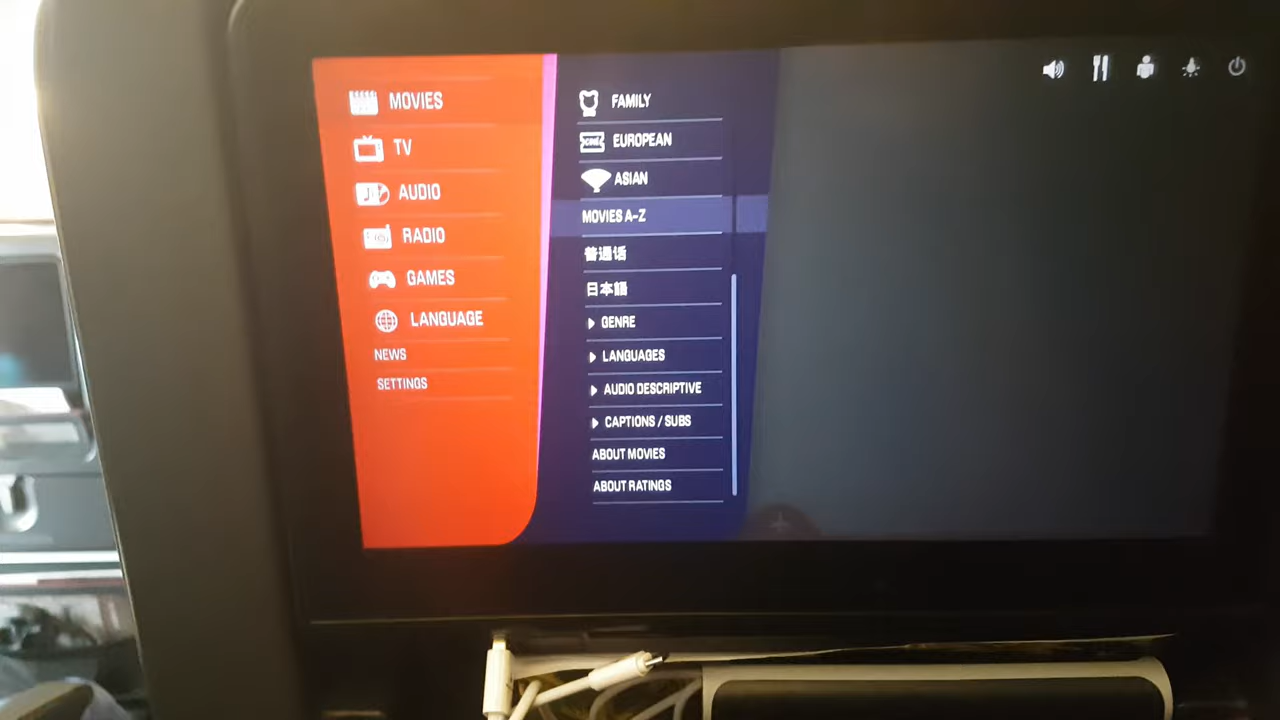 MOVIES
TV
AUDIO
RADIO
GAMES
LANGUAGE
NEWS
SETTINGS
FAMILY
EUROPEAN
ASIAN
MOVIES A-Z
普通话
日本語
GENRE
LANGUAGES
AUDIO DESCRIPTIVE
CAPTIONS / SUBS
ABOUT MOVIES
ABOUT RATINGS